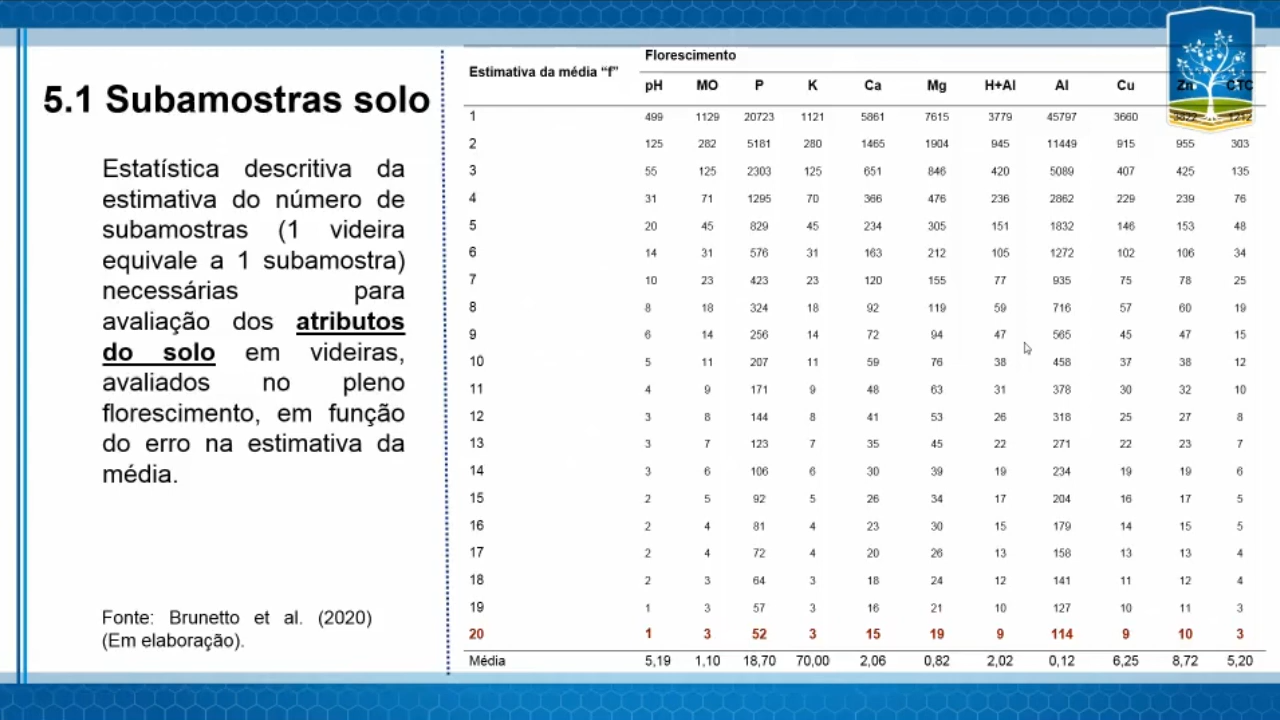 5.1 Subamostras solo
Estatística descritiva da
estimativa do número de
subamostras (1 videira
equivale a 1 subamostra)
necessárias para
avaliação dos atributos
do solo em videiras,
avaliados no pleno
florescimento, em função
do erro na estimativa da
média.
Fonte: Brunetto et al. (2020)
(Em elaboração).
Florescimento
Estimativa da média “f”
pH MO P K Ca Mg H+Al Al Cu Zn CTC
1 499 1129 20723 1121 5861 7615 3779 45797 3660 3822 1212
2 125 282 5181 280 1465 1904 945 11449 915 955 303
3 55 125 2303 125 651 846 420 5089 407 425 135
4 31 71 1295 70 366 476 236 2862 229 239 76
5 20 45 829 45 234 305 151 1832 146 153 48
6 14 31 576 31 163 212 105 1272 102 106 34
7 10 23 423 23 120 155 77 935 75 78 25
8 8 18 324 18 92 119 59 716 57 60 19
9 6 14 256 14 72 94 47 565 45 47 15
10 5 11 207 11 59 76 38 458 37 38 12
11 4 9 171 9 48 63 31 378 30 32 10
12 3 8 144 8 41 53 26 318 25 27 8
13 3 7 123 7 35 45 22 271 22 23 7
14 3 6 106 6 30 39 19 234 19 19 6
15 2 5 92 5 26 34 17 204 16 17 5
16 2 4 81 4 23 30 15 179 14 15 5
17 2 4 72 4 20 26 13 158 13 13 4
18 2 3 64 3 18 24 12 141 11 12 4
19 1 3 57 3 16 21 10 127 10 11 3
20 1 3 52 3 15 19 9 114 9 10 3
Média 5,19 1,10 18,70 70,00 2,06 0,82 2,02 0,12 6,25 8,72 5,20